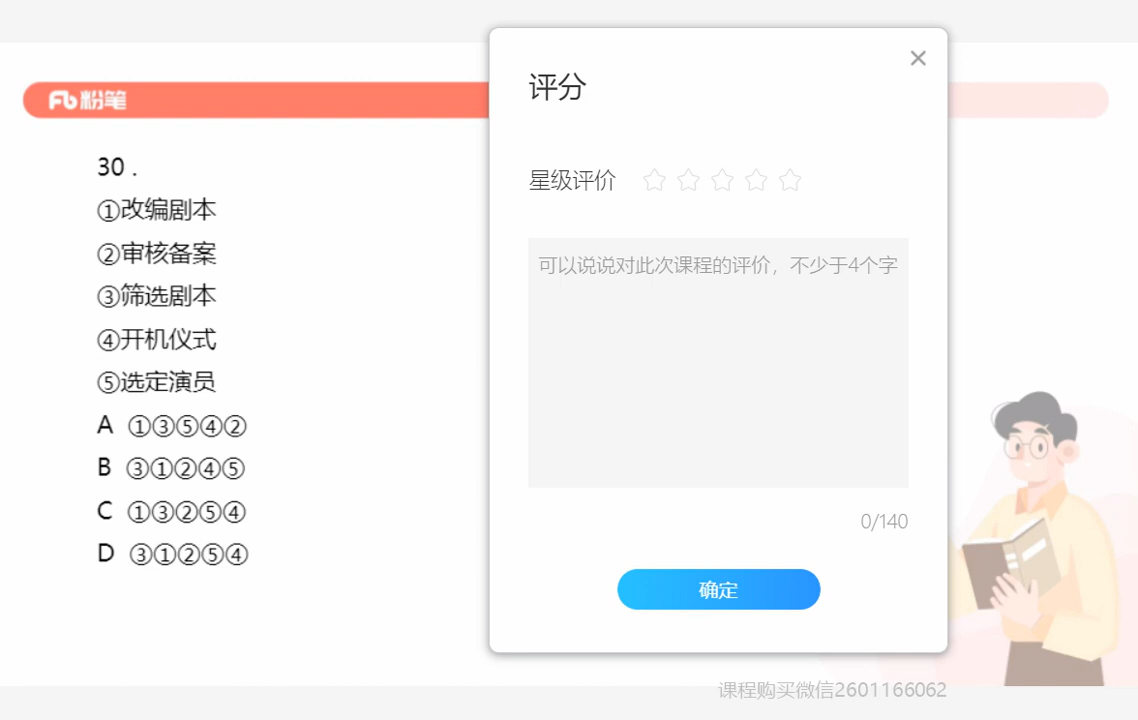 粉笔
30 .
①改编剧本
②审核备案
③筛选剧本
④开机仪式
⑤选定演员
A ①③⑤④②
B ③①②④⑤
C ①③②⑤④
D ③①②⑤④
评分
星级评价
可以说说对此次课程的评价，不少于4个字
0/140
确定
课程购买微信2601166062